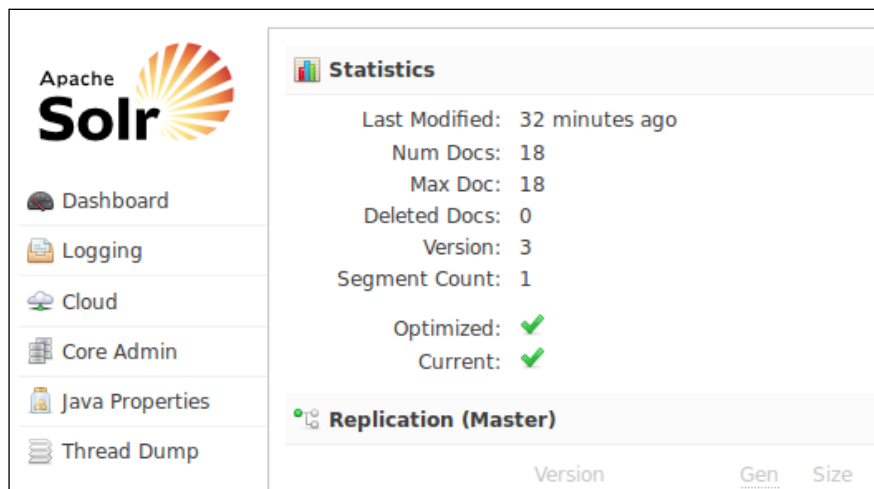 Apache
Solr
Dashboard
Logging
Cloud
Core Admin
Java Properties
Thread Dump
Statistics
Last Modified: 32 minutes ago
Num Docs: 18
Max Doc: 18
Deleted Docs: 0
Version: 3
Segment Count: 1
Optimized:
Current:
Replication (Master)
Version Gen Size